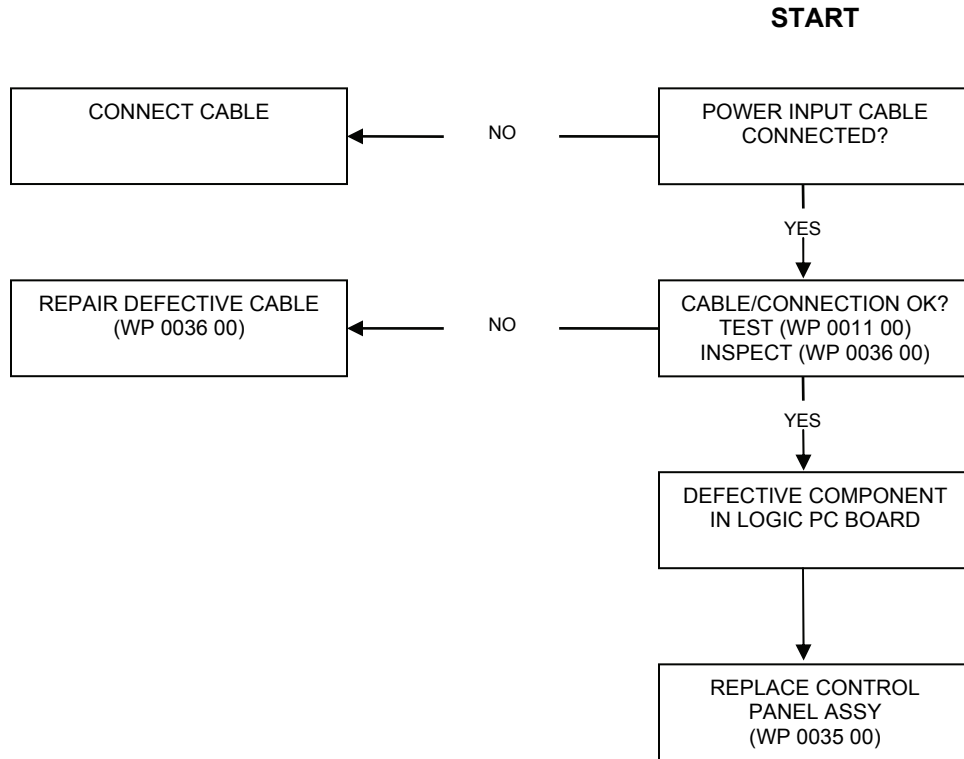 START
CONNECT CABLE
NO
POWER INPUT CABLE
CONNECTED?
YES
REPAIR DEFECTIVE CABLE
(WP 0036 00)
NO
CABLE/CONNECTION OK?
TEST (WP 0011 00)
INSPECT (WP 0036 00)
YES
DEFECTIVE COMPONENT
IN LOGIC PC BOARD
REPLACE CONTROL
PANEL ASSY
(WP 0035 00)